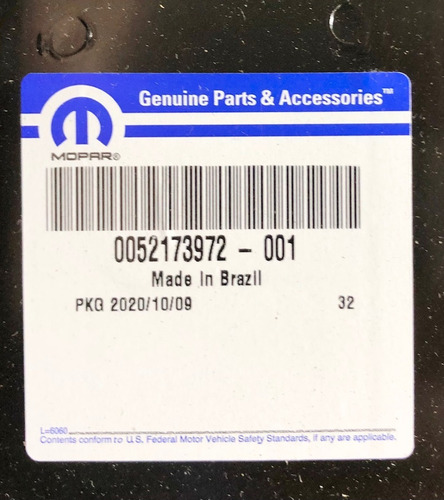 Genuine Parts & Accessories™
MOPAR®
0052173972 - 001
Made In Brazil
PKG 2020/10/09 32
L=6060
Contents conform to U.S. Federal Motor Vehicle Safety Standards, if any are applicable.